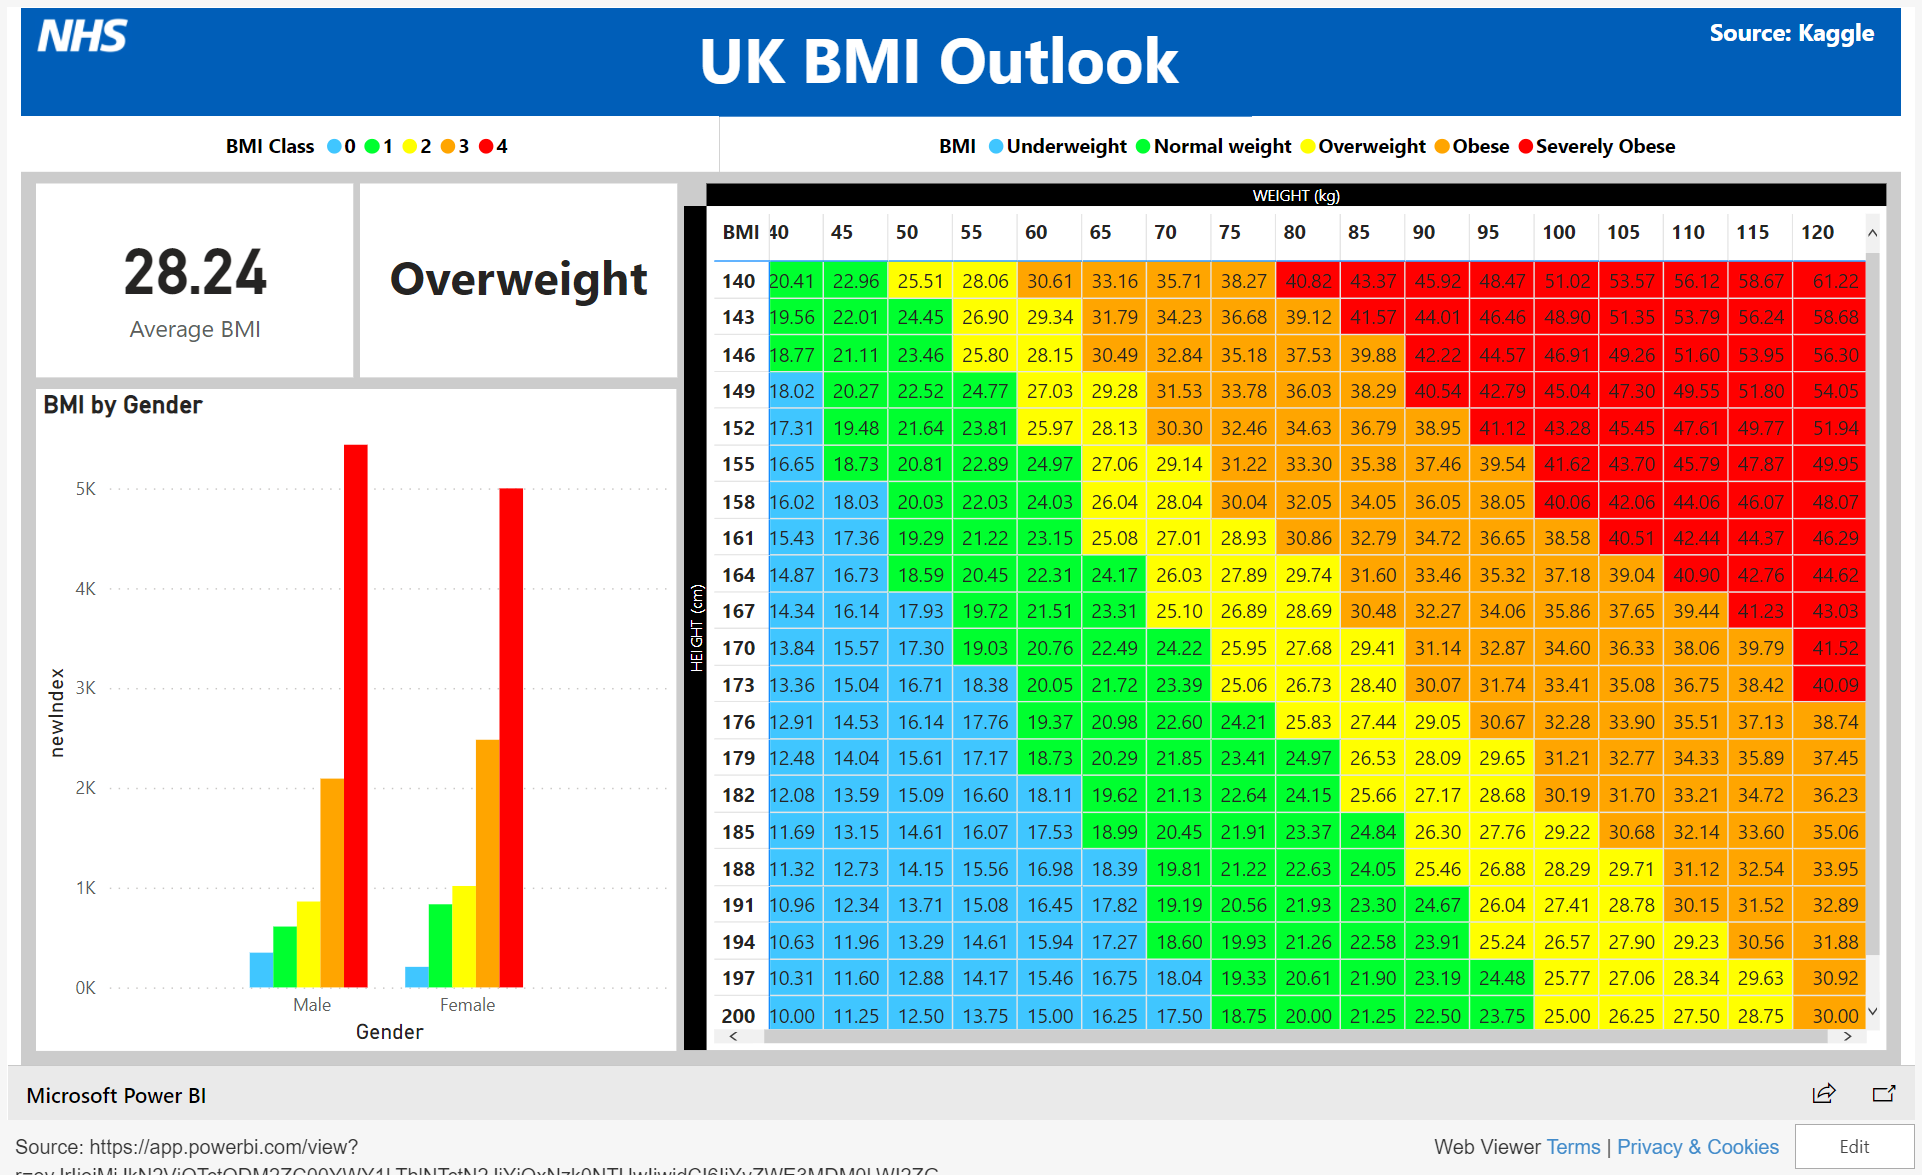 NHS
UK BMI Outlook
Source: Kaggle
BMI Class 0 1 2 3 4
BMI Underweight Normal weight Overweight Obese Severely Obese
28.24
Average BMI
Overweight
BMI by Gender
newIndex
5K
4K
3K
2K
1K
0K
Male Female
Gender
WEIGHT (kg)
HEIGHT (cm)
BMI 40 45 50 55 60 65 70 75 80 85 90 95 100 105 110 115 120
140 20.41 22.96 25.51 28.06 30.61 33.16 35.71 38.27 40.82 43.37 45.92 48.47 51.02 53.57 56.12 58.67 61.22
143 19.56 22.01 24.45 26.90 29.34 31.79 34.23 36.68 39.12 41.57 44.01 46.46 48.90 51.35 53.79 56.24 58.68
146 18.77 21.11 23.46 25.80 28.15 30.49 32.84 35.18 37.53 39.88 42.22 44.57 46.91 49.26 51.60 53.95 56.30
149 18.02 20.27 22.52 24.77 27.03 29.28 31.53 33.78 36.03 38.29 40.54 42.79 45.04 47.30 49.55 51.80 54.05
152 17.31 19.48 21.64 23.81 25.97 28.13 30.30 32.46 34.63 36.79 38.95 41.12 43.28 45.45 47.61 49.77 51.94
155 16.65 18.73 20.81 22.89 24.97 27.06 29.14 31.22 33.30 35.38 37.46 39.54 41.62 43.70 45.79 47.87 49.95
158 16.02 18.03 20.03 22.03 24.03 26.04 28.04 30.04 32.05 34.05 36.05 38.05 40.06 42.06 44.06 46.07 48.07
161 15.43 17.36 19.29 21.22 23.15 25.08 27.01 28.93 30.86 32.79 34.72 36.65 38.58 40.51 42.44 44.37 46.29
164 14.87 16.73 18.59 20.45 22.31 24.17 26.03 27.89 29.74 31.60 33.46 35.32 37.18 39.04 40.90 42.76 44.62
167 14.34 16.14 17.93 19.72 21.51 23.31 25.10 26.89 28.69 30.48 32.27 34.06 35.86 37.65 39.44 41.23 43.03
170 13.84 15.57 17.30 19.03 20.76 22.49 24.22 25.95 27.68 29.41 31.14 32.87 34.60 36.33 38.06 39.79 41.52
173 13.36 15.04 16.71 18.38 20.05 21.72 23.39 25.06 26.73 28.40 30.07 31.74 33.41 35.08 36.75 38.42 40.09
176 12.91 14.53 16.14 17.76 19.37 20.98 22.60 24.21 25.83 27.44 29.05 30.67 32.28 33.90 35.51 37.13 38.74
179 12.48 14.04 15.61 17.17 18.73 20.29 21.85 23.41 24.97 26.53 28.09 29.65 31.21 32.77 34.33 35.89 37.45
182 12.08 13.59 15.09 16.60 18.11 19.62 21.13 22.64 24.15 25.66 27.17 28.68 30.19 31.70 33.21 34.72 36.23
185 11.69 13.15 14.61 16.07 17.53 18.99 20.45 21.91 23.37 24.84 26.30 27.76 29.22 30.68 32.14 33.60 35.06
188 11.32 12.73 14.15 15.56 16.98 18.39 19.81 21.22 22.63 24.05 25.46 26.88 28.29 29.71 31.12 32.54 33.95
191 10.96 12.34 13.71 15.08 16.45 17.82 19.19 20.56 21.93 23.30 24.67 26.04 27.41 28.78 30.15 31.52 32.89
194 10.63 11.96 13.29 14.61 15.94 17.27 18.60 19.93 21.26 22.58 23.91 25.24 26.57 27.90 29.23 30.56 31.88
197 10.31 11.60 12.88 14.17 15.46 16.75 18.04 19.33 20.61 21.90 23.19 24.48 25.77 27.06 28.34 29.63 30.92
200 10.00 11.25 12.50 13.75 15.00 16.25 17.50 18.75 20.00 21.25 22.50 23.75 25.00 26.25 27.50 28.75 30.00
Microsoft Power BI
Source: https://app.powerbi.com/view?
Web Viewer Terms | Privacy & Cookies
Edit